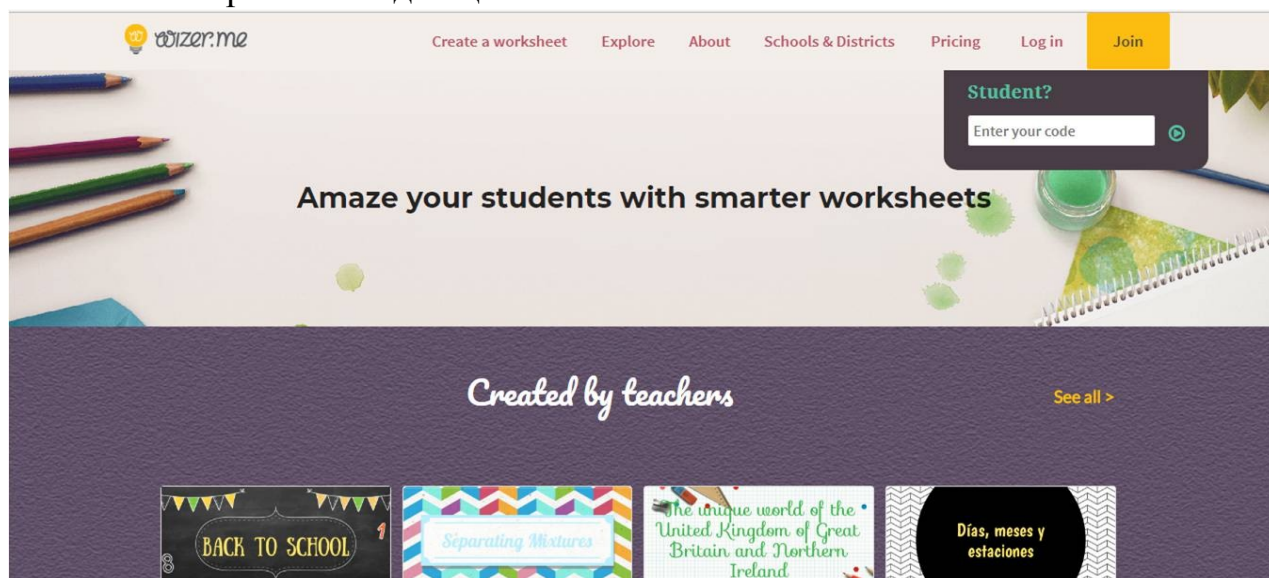 wizer.me
Create a worksheet Explore About Schools & Districts Pricing Log in Join
Student?
Enter your code
Amaze your students with smarter worksheets
Created by teachers
See all >
BACK TO SCHOOL
1
8
Separating Mixtures
The unique world of the
United Kingdom of Great
Britain and Northern
Ireland
Días, meses y
estaciones